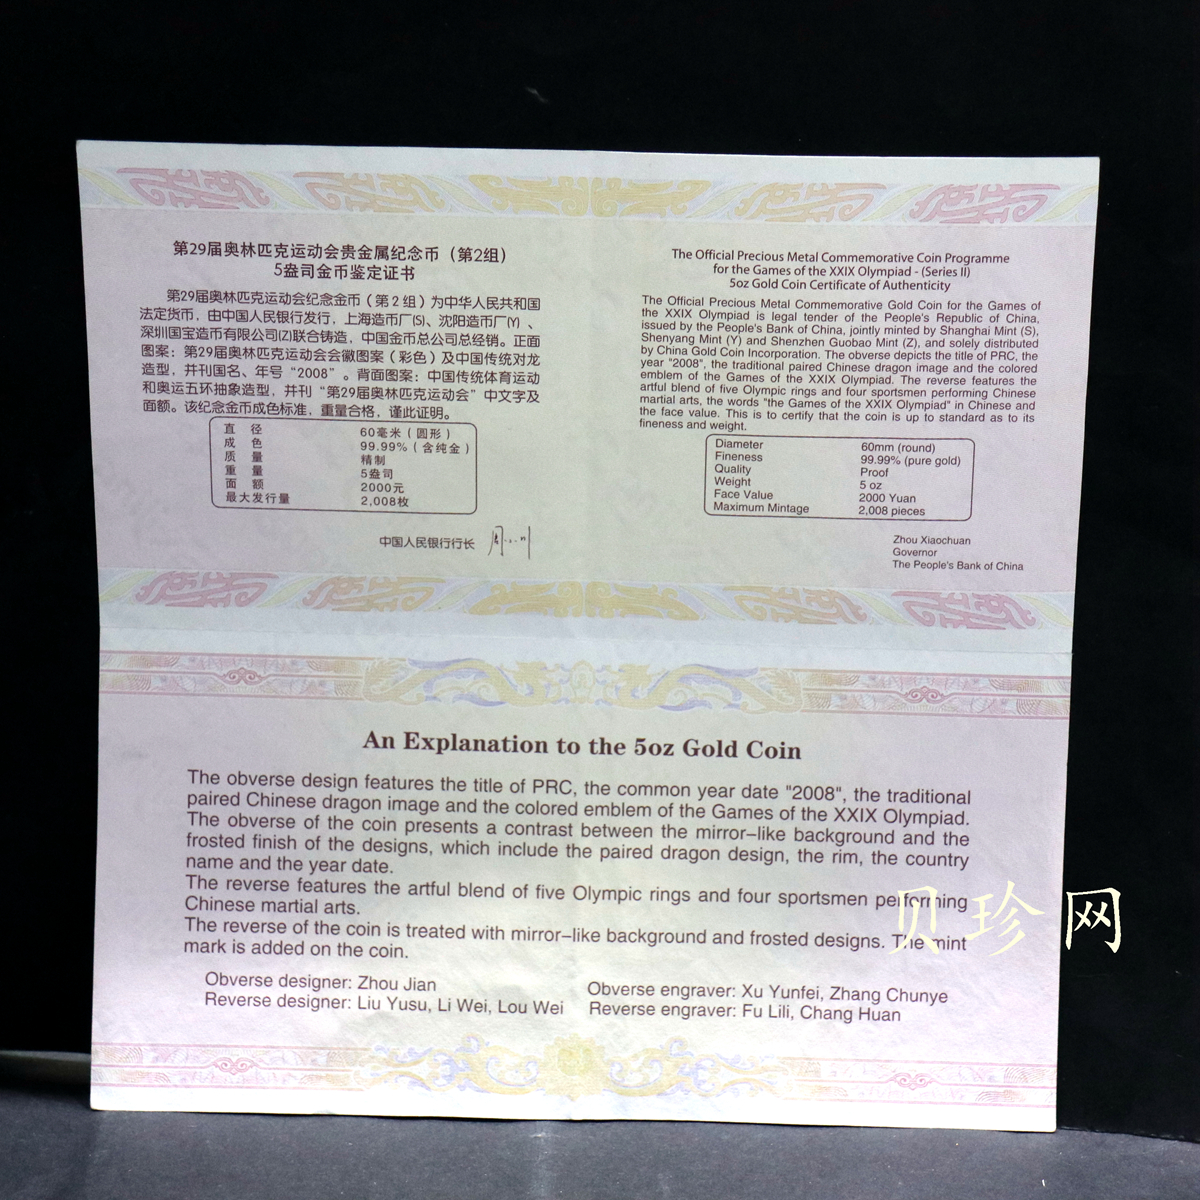 第29届奥林匹克运动会贵金属纪念币（第2组）
5盎司金币鉴定证书
第29届奥林匹克运动会纪念金币（第2组）为中华人民共和国
法定货币，由中国人民银行发行，上海造币厂(S)、沈阳造币厂(Y)、
深圳国宝造币有限公司(Z)联合铸造，中国金币总公司总经销。正面
图案：第29届奥林匹克运动会会徽图案（彩色）及中国传统对龙
造型，并刊国名、年号“2008”。背面图案：中国传统体育运动
和奥运五环抽象造型，并刊“第29届奥林匹克运动会”中文字及
面额。该纪念金币成色标准，重量合格，谨此证明。
直 径 60毫米（圆形）
成 色 99.99%（含纯金）
质 量 精制
重 量 5盎司
面 额 2000元
最大发行量 2,008枚
中国人民银行行长
The Official Precious Metal Commemorative Coin Programme
for the Games of the XXIX Olympiad - (Series II)
5oz Gold Coin Certificate of Authenticity
The Official Precious Metal Commemorative Gold Coin for the Games of
the XXIX Olympiad is legal tender of the People's Republic of China,
issued by the People's Bank of China, jointly minted by Shanghai Mint (S),
Shenyang Mint (Y) and Shenzhen Guobao Mint (Z), and solely distributed
by China Gold Coin Incorporation. The obverse depicts the title of PRC, the
year "2008", the traditional paired Chinese dragon image and the colored
emblem of the Games of the XXIX Olympiad. The reverse features the
artful blend of five Olympic rings and four sportsmen performing Chinese
martial arts, the words "the Games of the XXIX Olympiad" in Chinese and
the face value. This is to certify that the coin is up to standard as to its
fineness and weight.
Diameter 60mm (round)
Fineness 99.99% (pure gold)
Quality Proof
Weight 5 oz
Face Value 2000 Yuan
Maximum Mintage 2,008 pieces
Zhou Xiaochuan
Governor
The People's Bank of China
An Explanation to the 5oz Gold Coin
The obverse design features the title of PRC, the common year date "2008", the traditional
paired Chinese dragon image and the colored emblem of the Games of the XXIX Olympiad.
The obverse of the coin presents a contrast between the mirror-like background and the
frosted finish of the designs, which include the paired dragon design, the rim, the country
name and the year date.
The reverse features the artful blend of five Olympic rings and four sportsmen performing
Chinese martial arts.
The reverse of the coin is treated with mirror-like background and frosted designs. The mint
mark is added on the coin.
Obverse designer: Zhou Jian Obverse engraver: Xu Yunfei, Zhang Chunye
Reverse designer: Liu Yusu, Li Wei, Lou Wei Reverse engraver: Fu Lili, Chang Huan
贝珍网